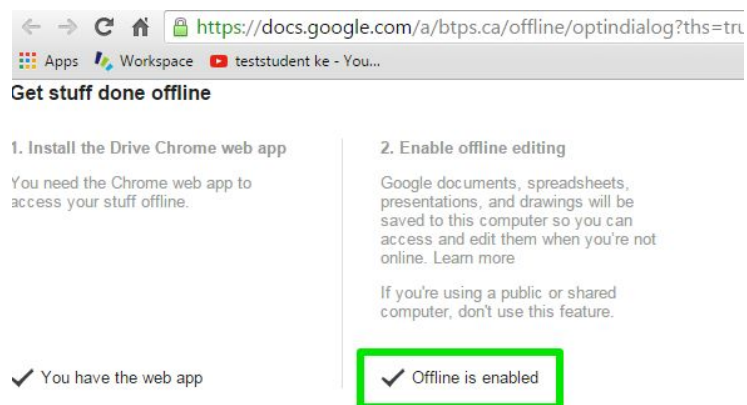 https://docs.google.com/a/btps.ca/offline/optindialog?ths=tru
Apps Workspace teststudent ke - You...
Get stuff done offline
1. Install the Drive Chrome web app
You need the Chrome web app to
access your stuff offline.
You have the web app
2. Enable offline editing
Google documents, spreadsheets,
presentations, and drawings will be
saved to this computer so you can
access and edit them when you're not
online. Learn more
If you're using a public or shared
computer, don't use this feature.
Offline is enabled